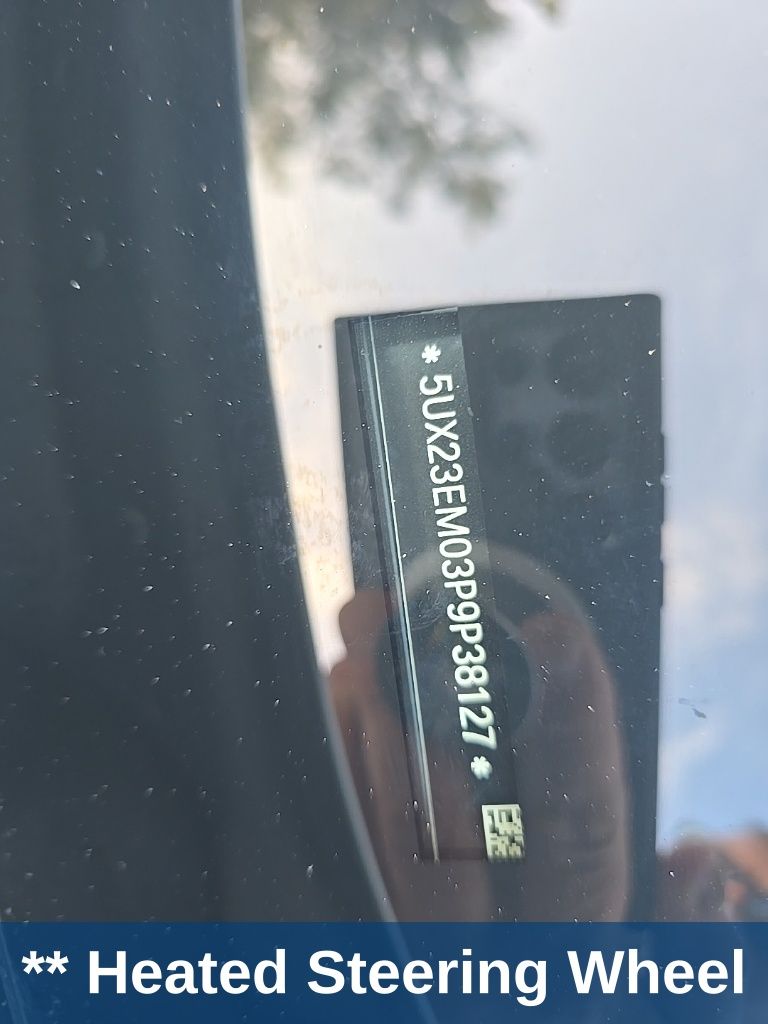 * 5UX23EM03P9P38127 *
** Heated Steering Wheel